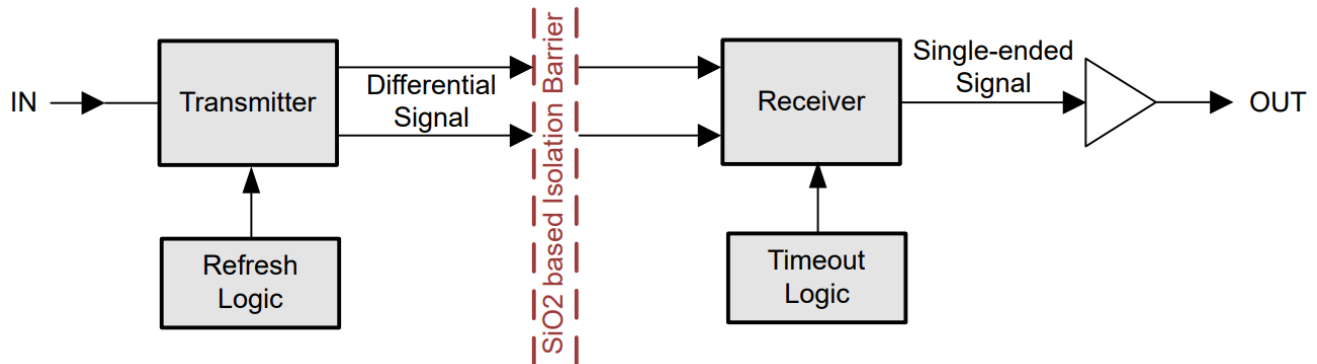 IN
Transmitter
Differential
Signal
SiO2 based Isolation Barrier
Receiver
Single-ended
Signal
OUT
Refresh
Logic
Timeout
Logic